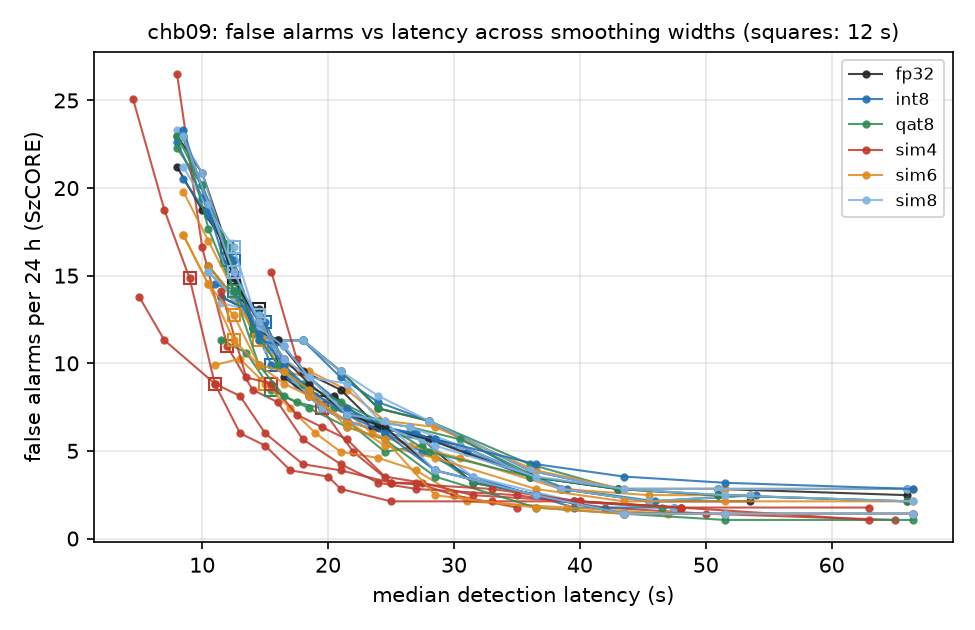 chb09: false alarms vs latency across smoothing widths (squares: 12 s)
false alarms per 24 h (SzCORE)
25
20
15
10
5
0
10
20
30
40
50
60
median detection latency (s)
fp32
int8
qat8
sim4
sim6
sim8